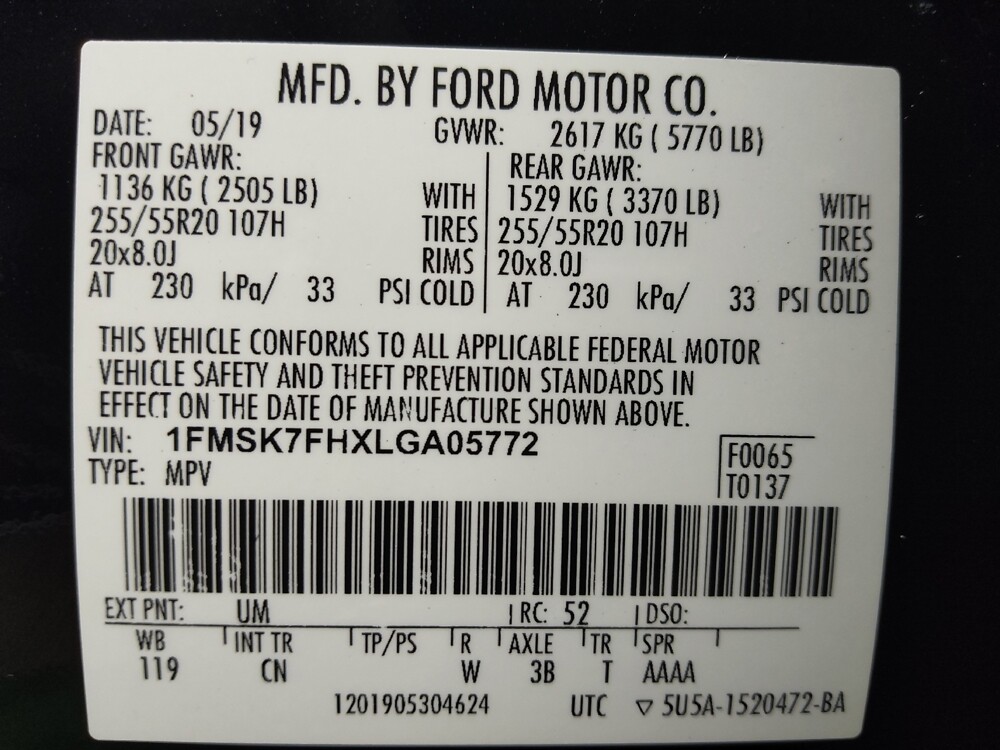 MFD. BY FORD MOTOR CO.
DATE: 05/19 GVWR: 2617 KG ( 5770 LB)
FRONT GAWR: REAR GAWR:
1136 KG ( 2505 LB) WITH 1529 KG ( 3370 LB) WITH
255/55R20 107H TIRES 255/55R20 107H TIRES
20x8.0J RIMS 20x8.0J RIMS
AT 230 kPa/ 33 PSI COLD AT 230 kPa/ 33 PSI COLD
THIS VEHICLE CONFORMS TO ALL APPLICABLE FEDERAL MOTOR
VEHICLE SAFETY AND THEFT PREVENTION STANDARDS IN
EFFECT ON THE DATE OF MANUFACTURE SHOWN ABOVE.
VIN: 1FMSK7FHXLGA05772 F0065
TYPE: MPV T0137
EXT PNT: UM RC: 52 DSO:
WB INT TR TP/PS R AXLE TR SPR
119 CN W 3B T AAAA
1201905304624 UTC ▽ 5U5A-1520472-BA